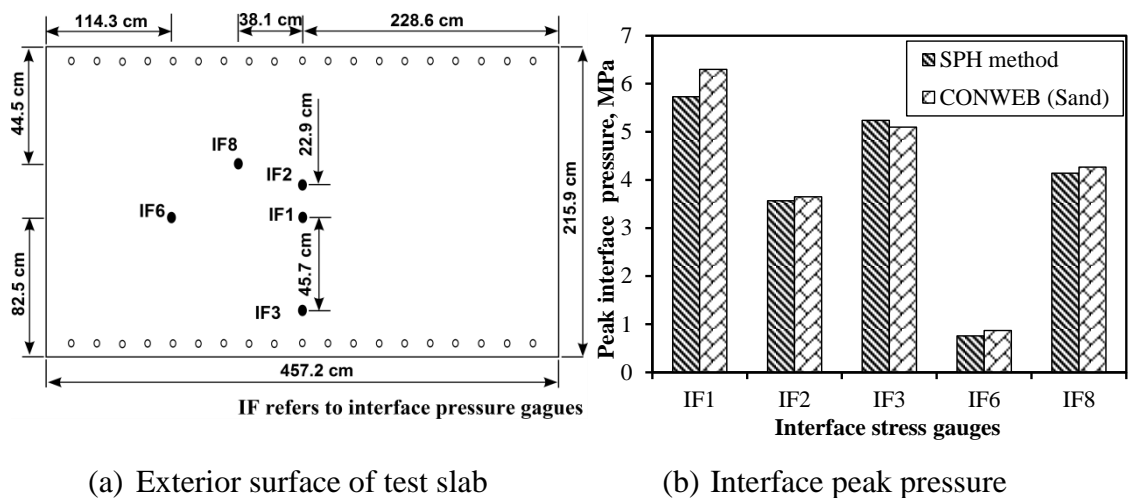 114.3 cm
38.1 cm
228.6 cm
44.5 cm
22.9 cm
IF8
IF2
IF6
IF1
215.9 cm
82.5 cm
45.7 cm
IF3
457.2 cm
IF refers to interface pressure gagues
(a) Exterior surface of test slab
Peak interface pressure, MPa
7
6
5
4
3
2
1
0
SPH method
CONWEB (Sand)
IF1 IF2 IF3 IF6 IF8
Interface stress gauges
(b) Interface peak pressure